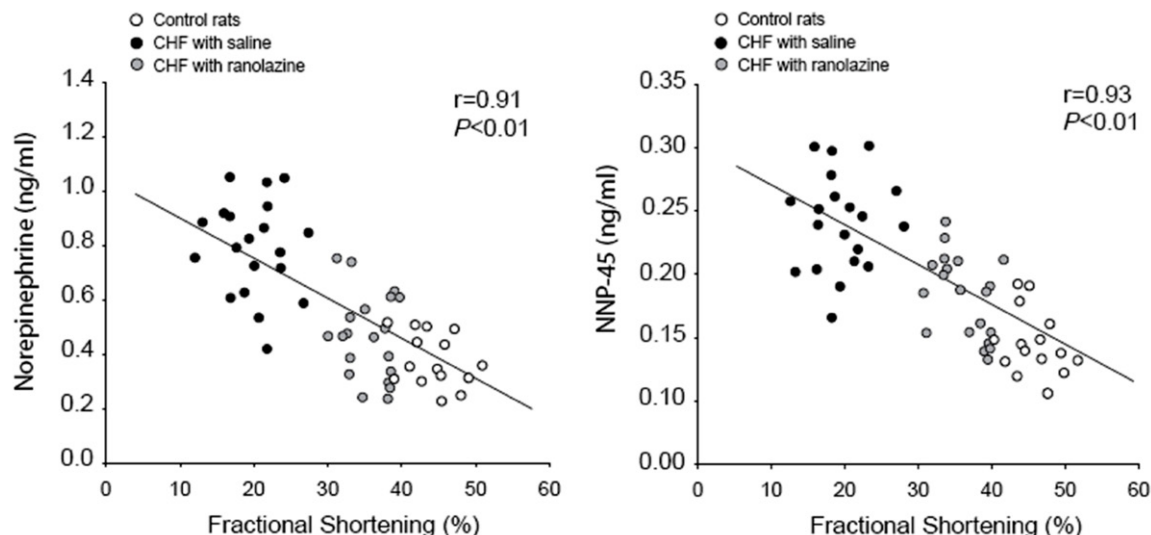 Control rats
CHF with saline
CHF with ranolazine
r=0.91
P<0.01
Norepinephrine (ng/ml)
1.4
1.2
1.0
0.8
0.6
0.4
0.2
0.0
10
20
30
40
50
60
Fractional Shortening (%)
Control rats
CHF with saline
CHF with ranolazine
r=0.93
P<0.01
NNP-45 (ng/ml)
0.35
0.30
0.25
0.20
0.15
0.10
0.00
10
20
30
40
50
60
Fractional Shortening (%)